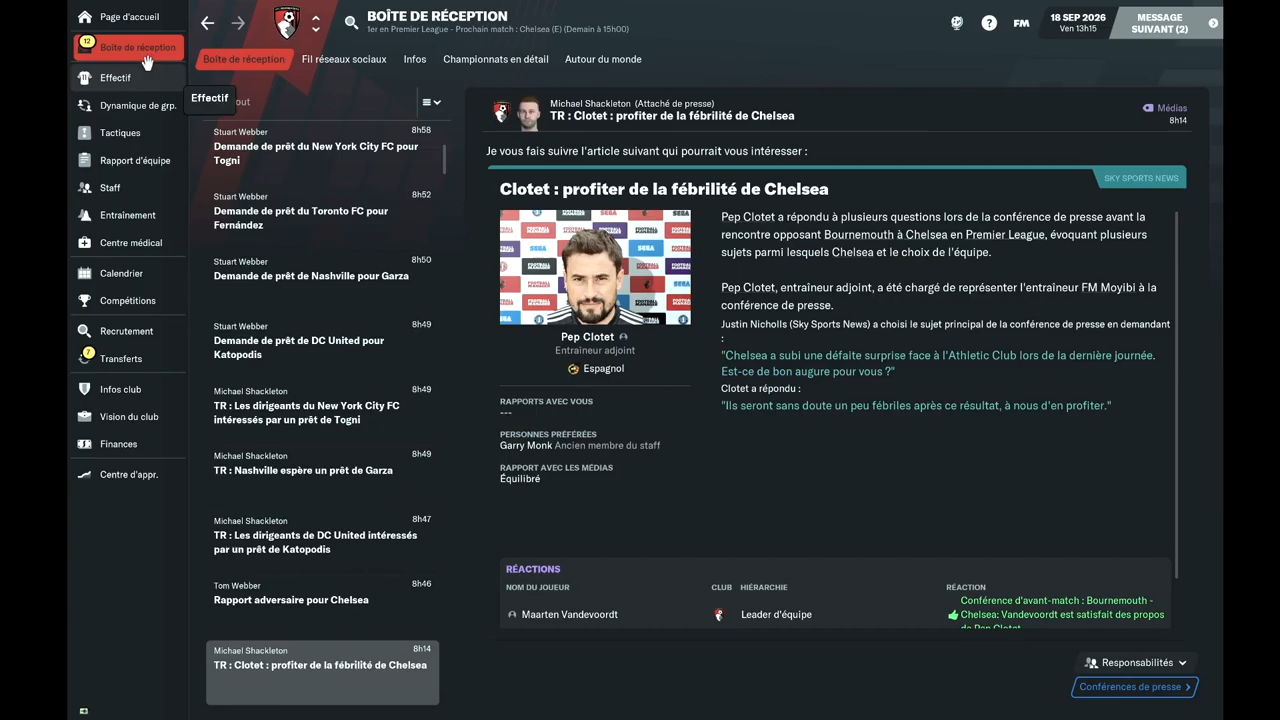 Page d'accueil
12
Boîte de réception
Effectif
Effectif
Dynamique de grp.
Tactiques
Rapport d'équipe
Staff
Entraînement
Centre médical
Calendrier
Compétitions
Recrutement
7
Transferts
Infos club
Vision du club
Finances
Centre d'appr.
BOÎTE DE RÉCEPTION
1er en Premier League - Prochain match : Chelsea (E) (Demain à 15h00)
FM
18 SEP 2026
Ven 13h15
MESSAGE
SUIVANT (2)
Boîte de réception
Fil réseaux sociaux
Infos
Championnats en détail
Autour du monde
out
Stuart Webber
8h58
Demande de prêt du New York City FC pour
Togni
Stuart Webber
8h52
Demande de prêt du Toronto FC pour
Fernández
Stuart Webber
8h50
Demande de prêt de Nashville pour Garza
Stuart Webber
8h49
Demande de prêt de DC United pour
Katopodis
Michael Shackleton
8h49
TR : Les dirigeants du New York City FC
intéressés par un prêt de Togni
Michael Shackleton
8h49
TR : Nashville espère un prêt de Garza
Michael Shackleton
8h47
TR : Les dirigeants de DC United intéressés
par un prêt de Katopodis
Tom Webber
8h46
Rapport adversaire pour Chelsea
Michael Shackleton
8h14
TR : Clotet : profiter de la fébrilité de Chelsea
Michael Shackleton (Attaché de presse)
TR : Clotet : profiter de la fébrilité de Chelsea
Médias
8h14
Je vous fais suivre l'article suivant qui pourrait vous intéresser :
SKY SPORTS NEWS
Clotet : profiter de la fébrilité de Chelsea
Pep Clotet
Entraîneur adjoint
Espagnol
RAPPORTS AVEC VOUS
---
PERSONNES PRÉFÉRÉES
Garry Monk Ancien membre du staff
RAPPORT AVEC LES MÉDIAS
Équilibré
Pep Clotet a répondu à plusieurs questions lors de la conférence de presse avant la
rencontre opposant Bournemouth à Chelsea en Premier League, évoquant plusieurs
sujets parmi lesquels Chelsea et le choix de l'équipe.
Pep Clotet, entraîneur adjoint, a été chargé de représenter l'entraîneur FM Moyibi à la
conférence de presse.
Justin Nicholls (Sky Sports News) a choisi le sujet principal de la conférence de presse en demandant
:
"Chelsea a subi une défaite surprise face à l'Athletic Club lors de la dernière journée.
Est-ce de bon augure pour vous ?"
Clotet a répondu :
"Ils seront sans doute un peu fébriles après ce résultat, à nous d'en profiter."
RÉACTIONS
NOM DU JOUEUR
CLUB
HIÉRARCHIE
RÉACTION
Maarten Vandevoordt
Leader d'équipe
Conférence d'avant-match : Bournemouth -
Chelsea: Vandevoordt est satisfait des propos
de Pep Clotet
Responsabilités
Conférences de presse